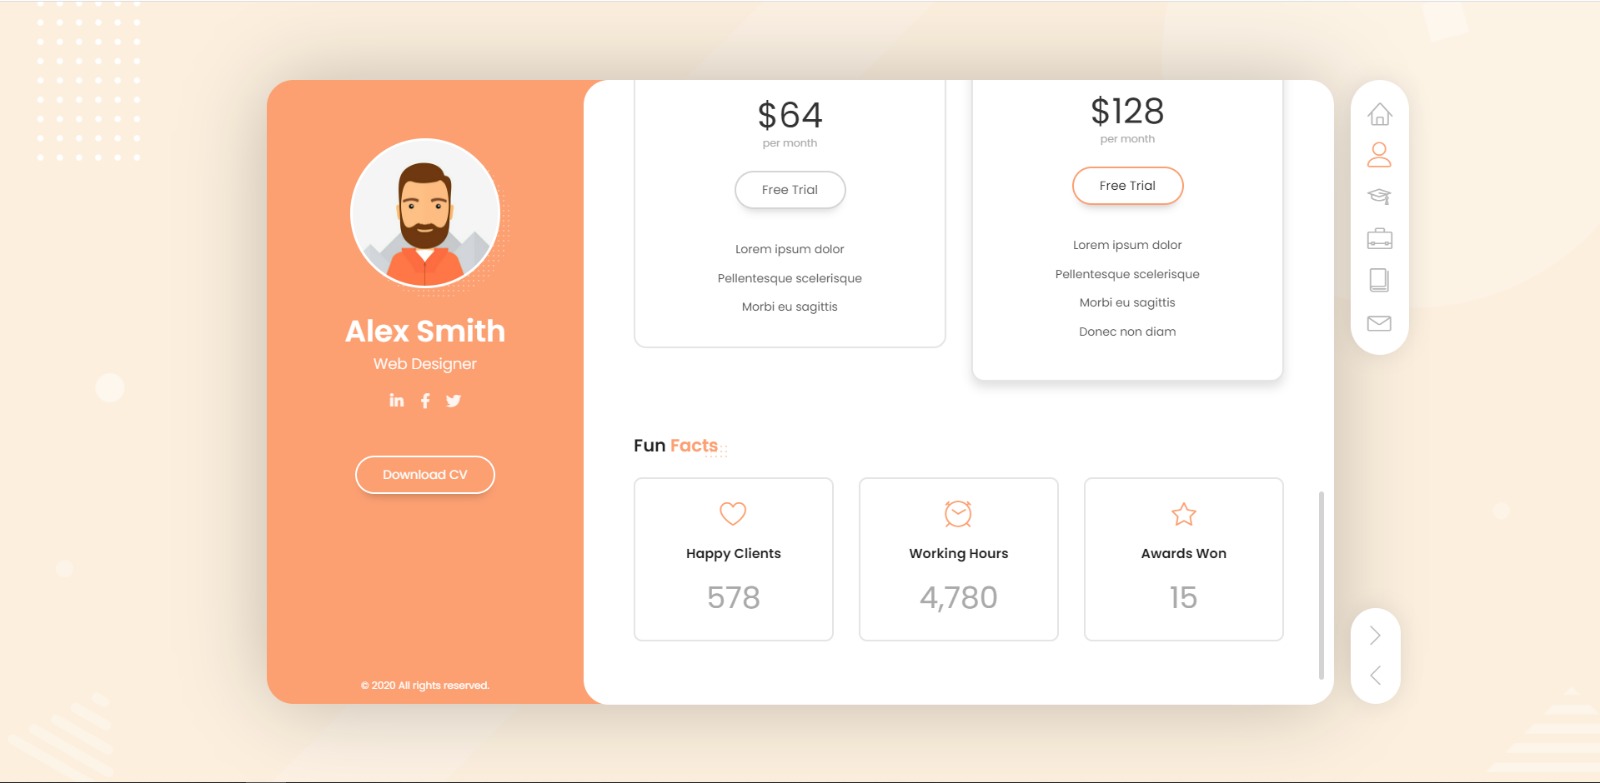 Alex Smith
Web Designer
in
Download CV
© 2020 All rights reserved.
$64
per month
Free Trial
Lorem ipsum dolor
Pellentesque scelerisque
Morbi eu sagittis
$128
per month
Free Trial
Lorem ipsum dolor
Pellentesque scelerisque
Morbi eu sagittis
Donec non diam
Fun Facts
Happy Clients
578
Working Hours
4,780
Awards Won
15